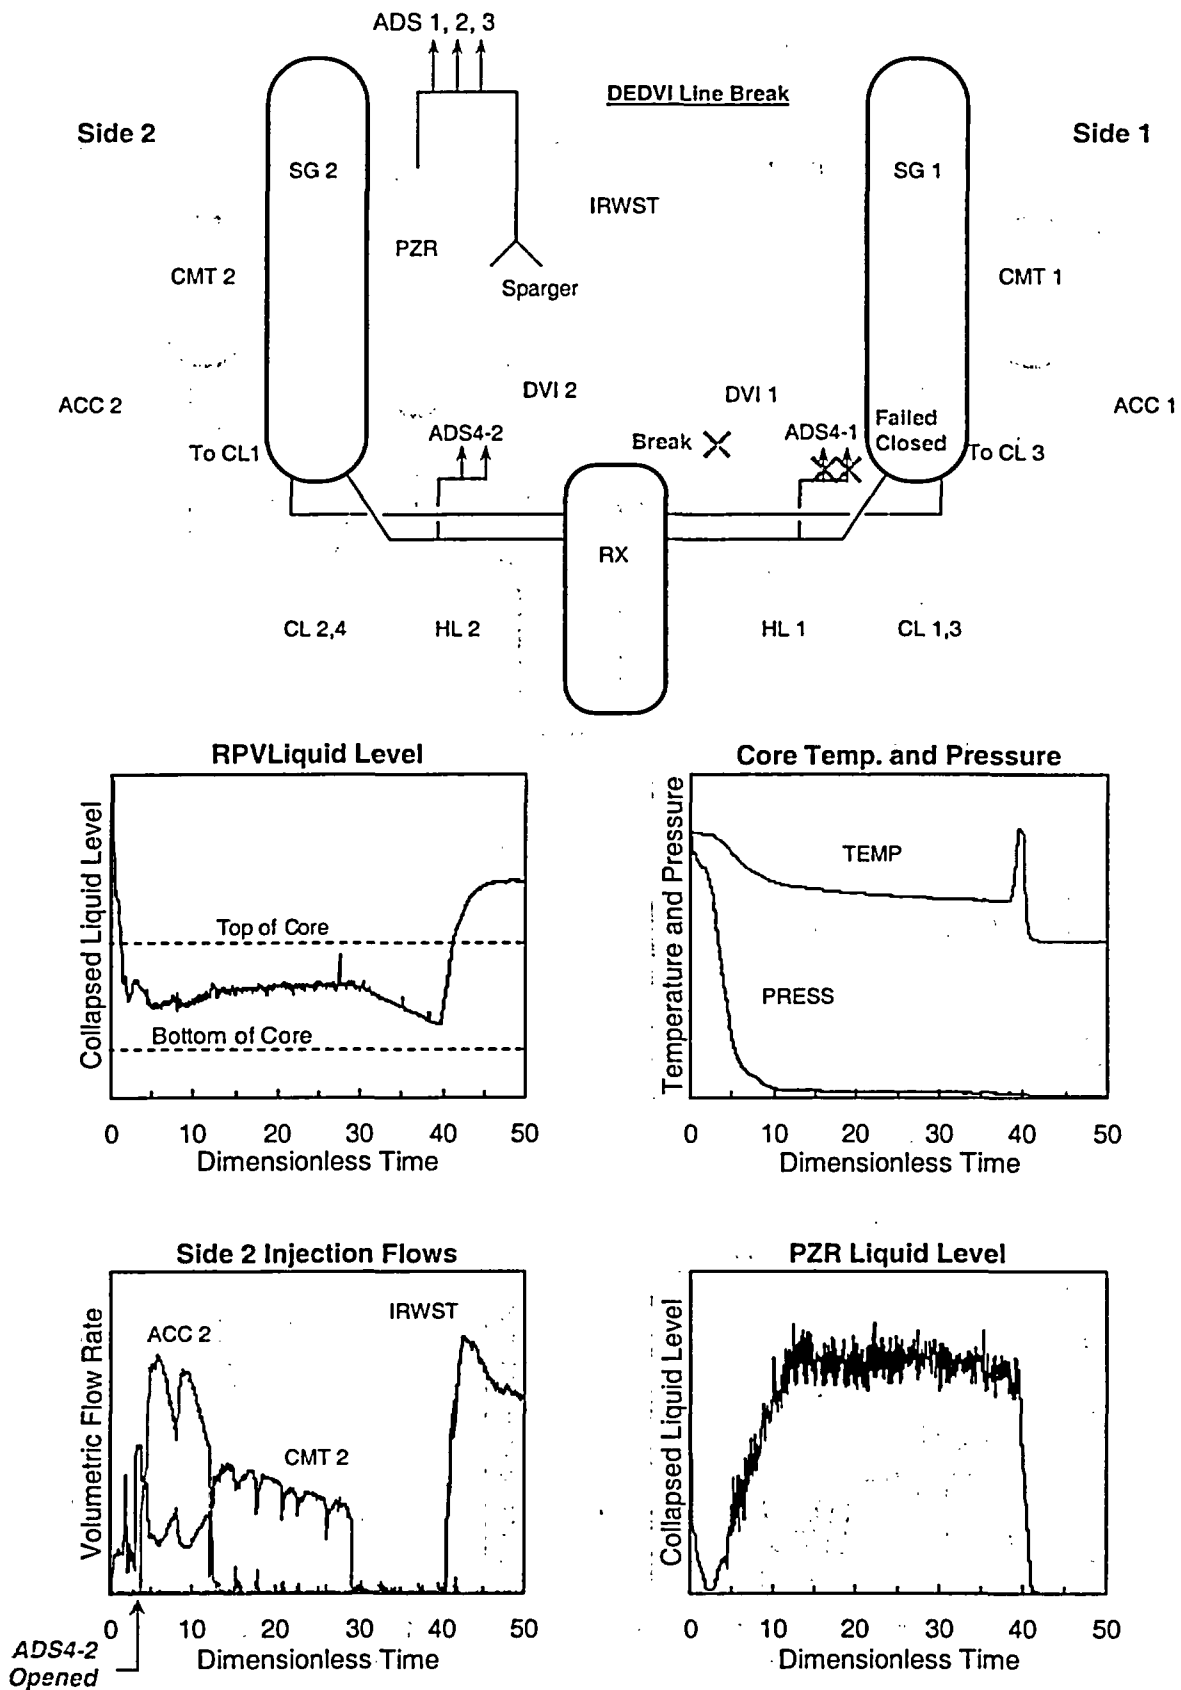 ADS 1, 2, 3
DEDVI Line Break
Side 2
Side 1
SG 2
SG 1
IRWST
PZR
CMT 2
CMT 1
Sparger
DVI 2
DVI 1
ACC 2
ACC 1
Failed
Closed
ADS4-2
Break
ADS4-1
To CL1
To CL 3
RX
CL 2,4
HL 2
HL 1
CL 1,3
RPVLiquid Level
Collapsed Liquid Level
Top of Core
Bottom of Core
0 10 20 30 40 50
Dimensionless Time
Core Temp. and Pressure
Temperature and Pressure
TEMP
PRESS
0 10 20 30 40 50
Dimensionless Time
Side 2 Injection Flows
Volumetric Flow Rate
IRWST
ACC 2
CMT 2
0 10 20 30 40 50
Dimensionless Time
ADS4-2
Opened
PZR Liquid Level
Collapsed Liquid Level
0 10 20 30 40 50
Dimensionless Time